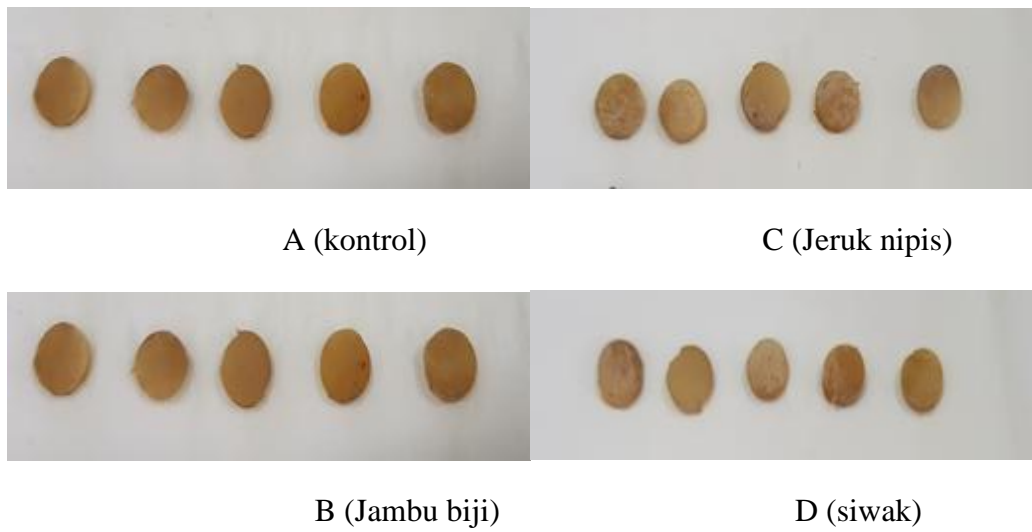 A (kontrol)
C (Jeruk nipis)
B (Jambu biji)
D (siwak)